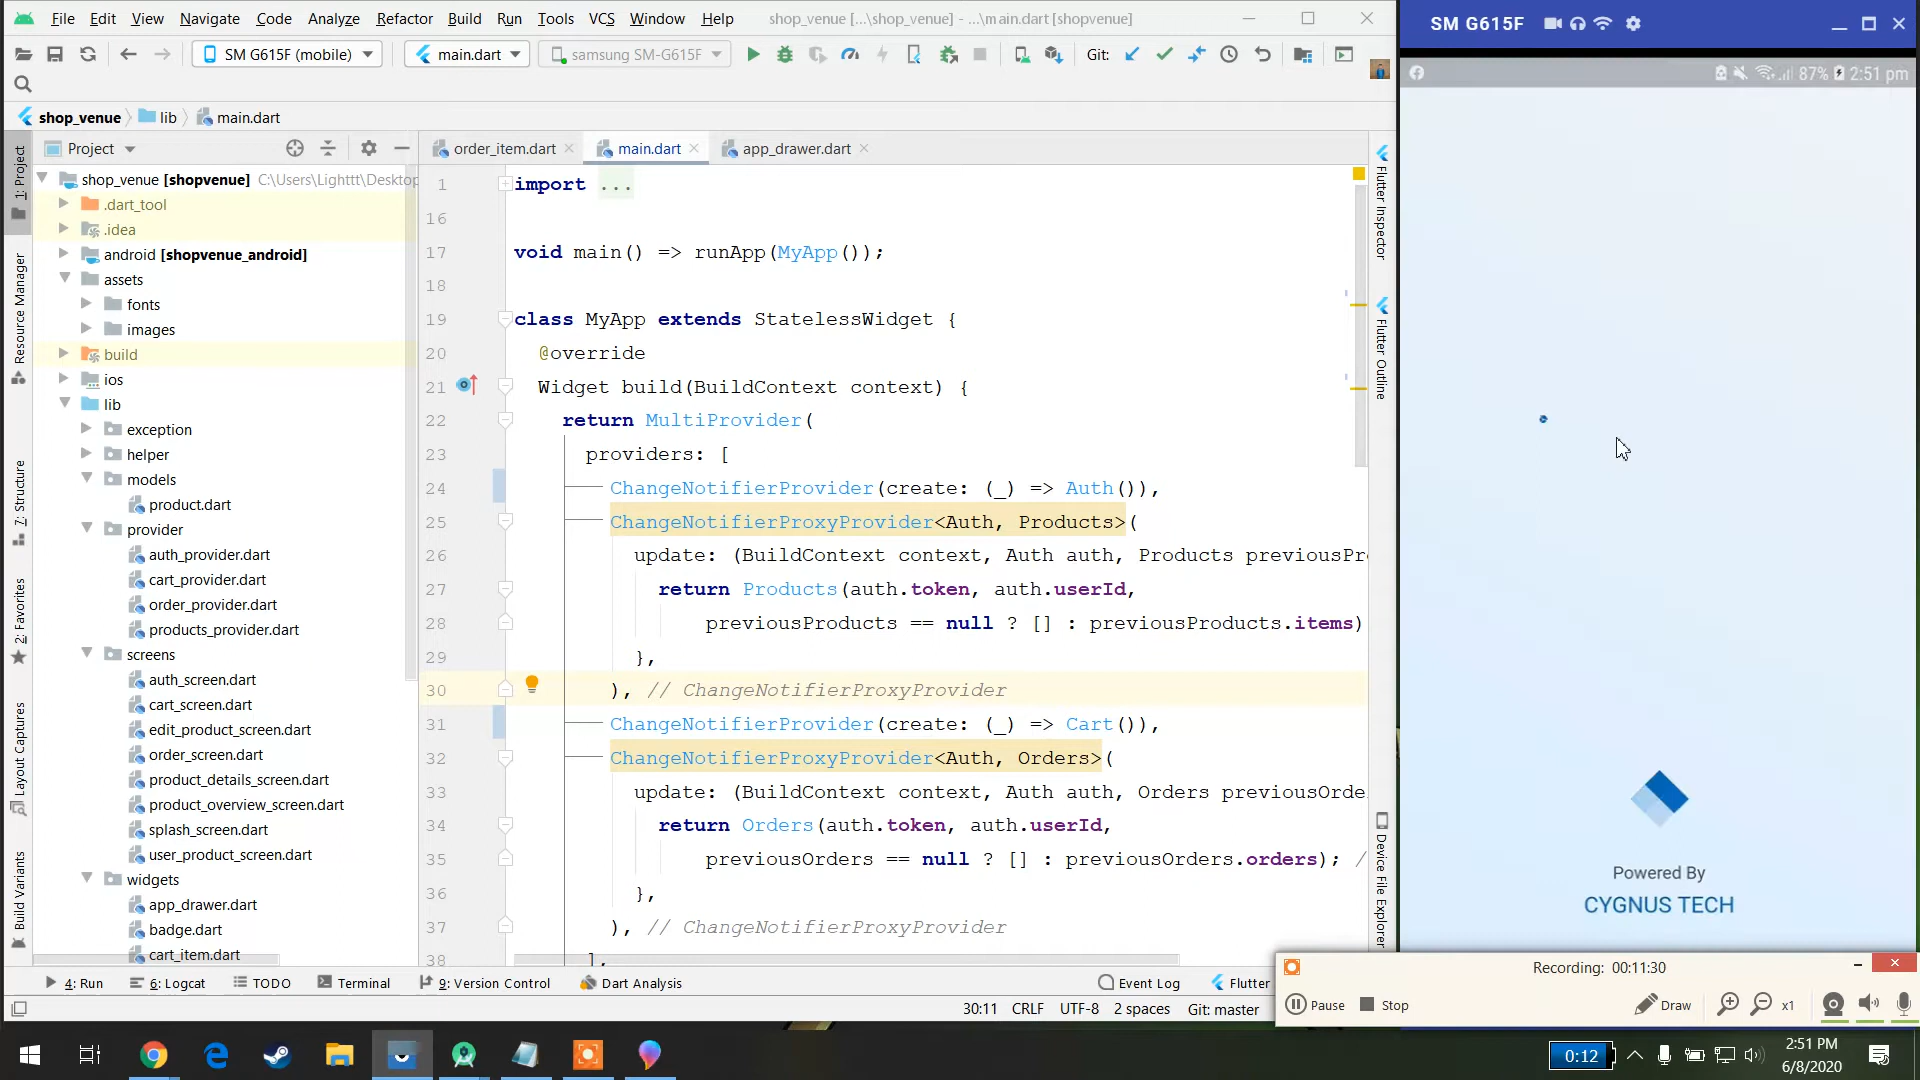 File Edit View Navigate Code Analyze Refactor Build Run Tools VCS Window Help shop_venue [...\shop_venue] - ...\main.dart [shopvenue]
SM G615F
SM G615F (mobile) main.dart samsung SM-G615F Git:
87% 2:51 pm
shop_venue lib main.dart
Project
order_item.dart main.dart app_drawer.dart
shop_venue [shopvenue] C:\Users\Lighttt\Desktop
.dart_tool
.idea
android [shopvenue_android]
assets
fonts
images
build
ios
lib
exception
helper
models
product.dart
provider
auth_provider.dart
cart_provider.dart
order_provider.dart
products_provider.dart
screens
auth_screen.dart
cart_screen.dart
edit_product_screen.dart
order_screen.dart
product_details_screen.dart
product_overview_screen.dart
splash_screen.dart
user_product_screen.dart
widgets
app_drawer.dart
badge.dart
cart_item.dart
1: Project
Resource Manager
7: Structure
2: Favorites
Layout Captures
Build Variants
1 import ...
16
17 void main() => runApp(MyApp());
18
19 class MyApp extends StatelessWidget {
20 @override
21 Widget build(BuildContext context) {
22 return MultiProvider(
23 providers: [
24 ChangeNotifierProvider(create: (_) => Auth()),
25 ChangeNotifierProxyProvider<Auth, Products>(
26 update: (BuildContext context, Auth auth, Products previousPr
27 return Products(auth.token, auth.userId,
28 previousProducts == null ? [] : previousProducts.items)
29 },
30 ), // ChangeNotifierProxyProvider
31 ChangeNotifierProvider(create: (_) => Cart()),
32 ChangeNotifierProxyProvider<Auth, Orders>(
33 update: (BuildContext context, Auth auth, Orders previousOrde
34 return Orders(auth.token, auth.userId,
35 previousOrders == null ? [] : previousOrders.orders); /
36 },
37 ), // ChangeNotifierProxyProvider
38 ],
Flutter Inspector
Flutter Outline
Device File Explorer
Powered By
CYGNUS TECH
4: Run 6: Logcat TODO Terminal 9: Version Control Dart Analysis Event Log Flutter
30:11 CRLF UTF-8 2 spaces Git: master
Recording: 00:11:30
Pause Stop Draw x1
0:12
2:51 PM
6/8/2020